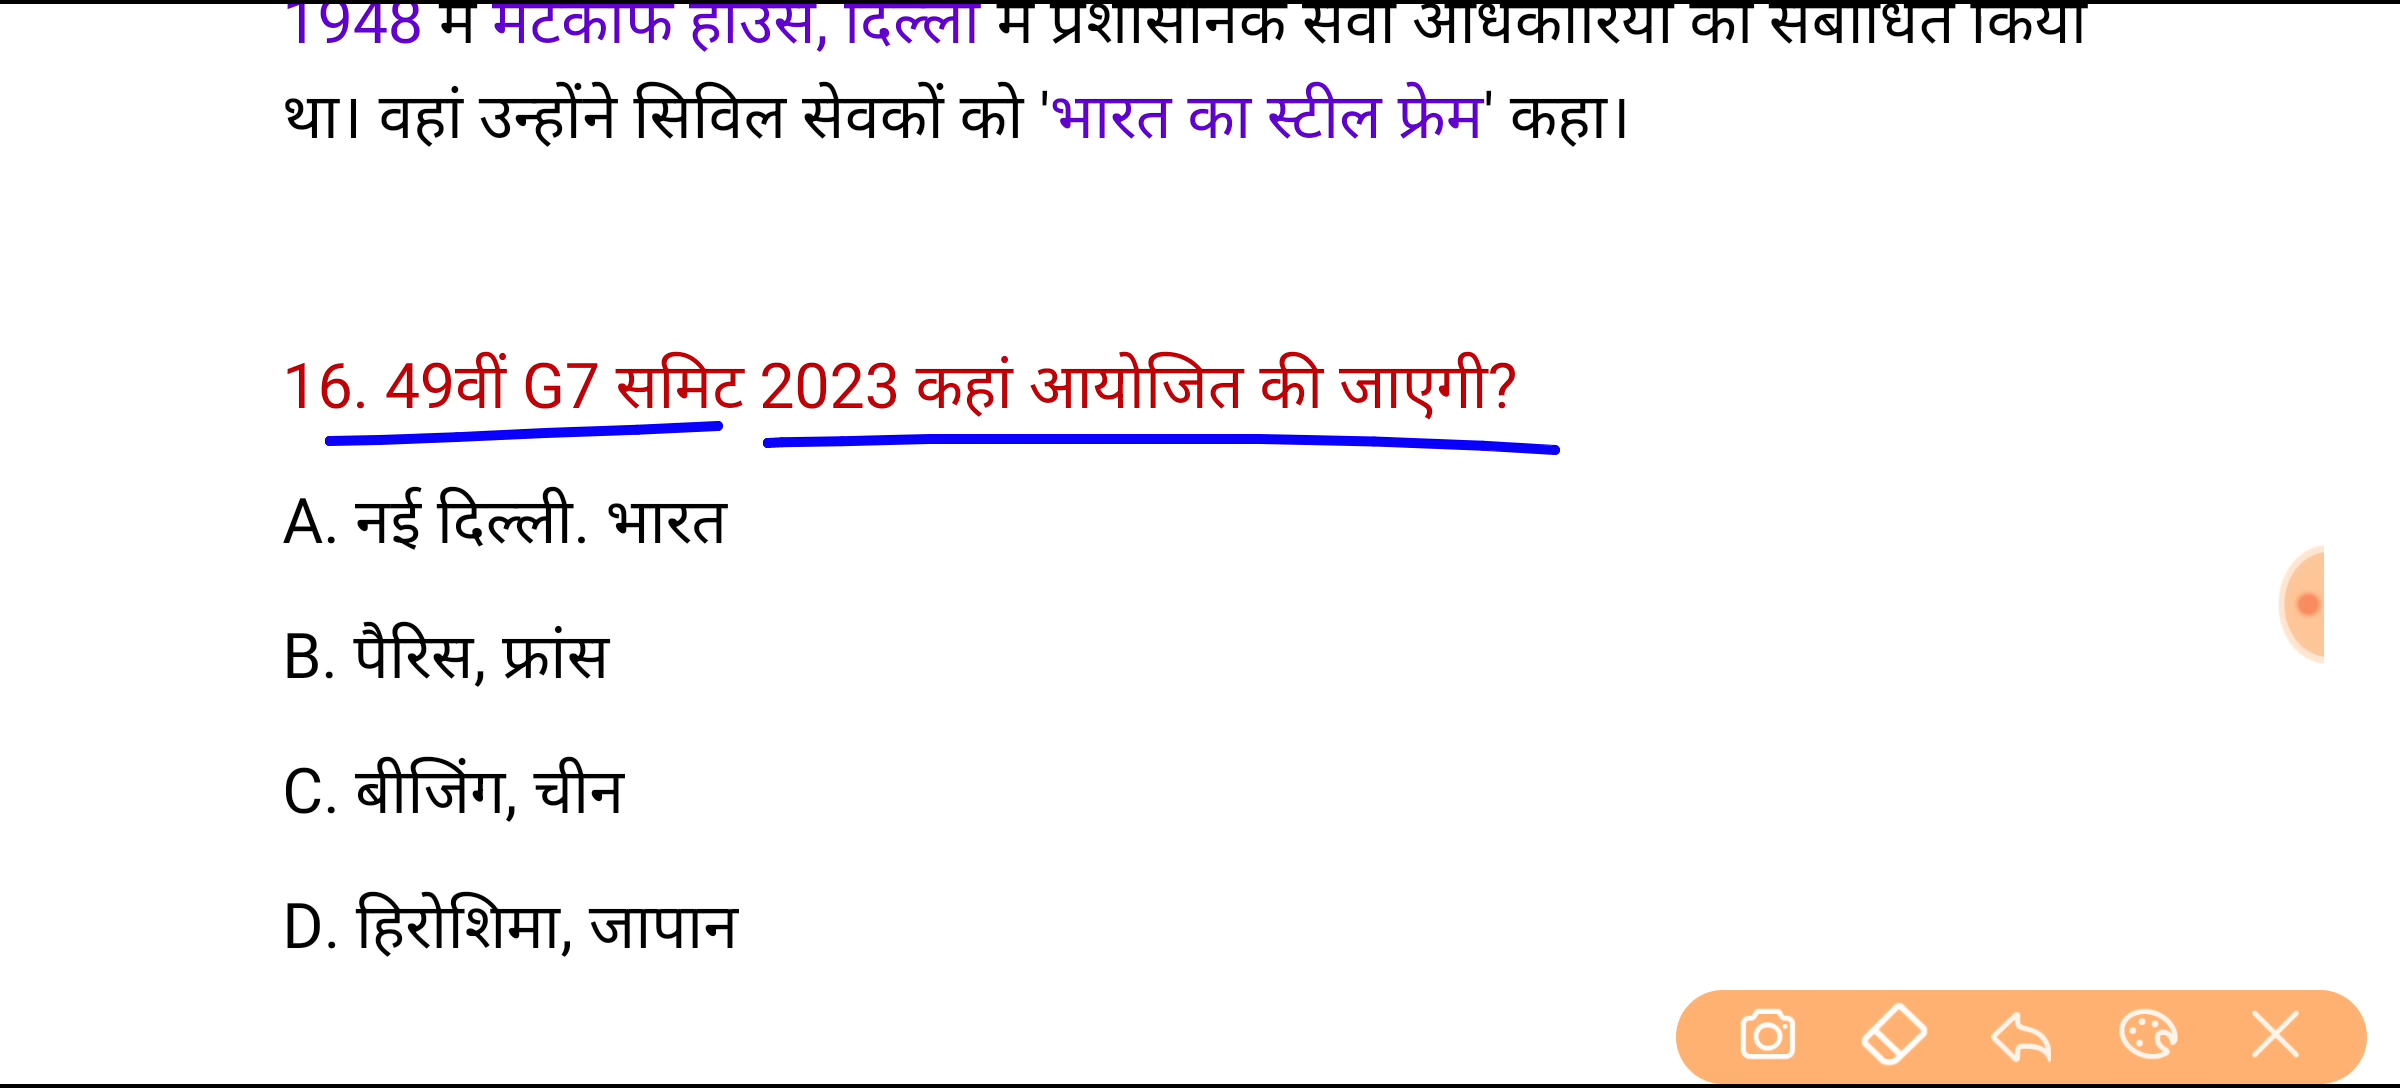 1948 में मेटकॉफ हाउस, दिल्ली में प्रशासनिक सेवा अधिकारियों को संबोधित किया
था। वहां उन्होंने सिविल सेवकों को 'भारत का स्टील फ्रेम' कहा।
16. 49वीं G7 समिट 2023 कहां आयोजित की जाएगी?
A. नई दिल्ली. भारत
B. पैरिस, फ्रांस
C. बीजिंग, चीन
D. हिरोशिमा, जापान